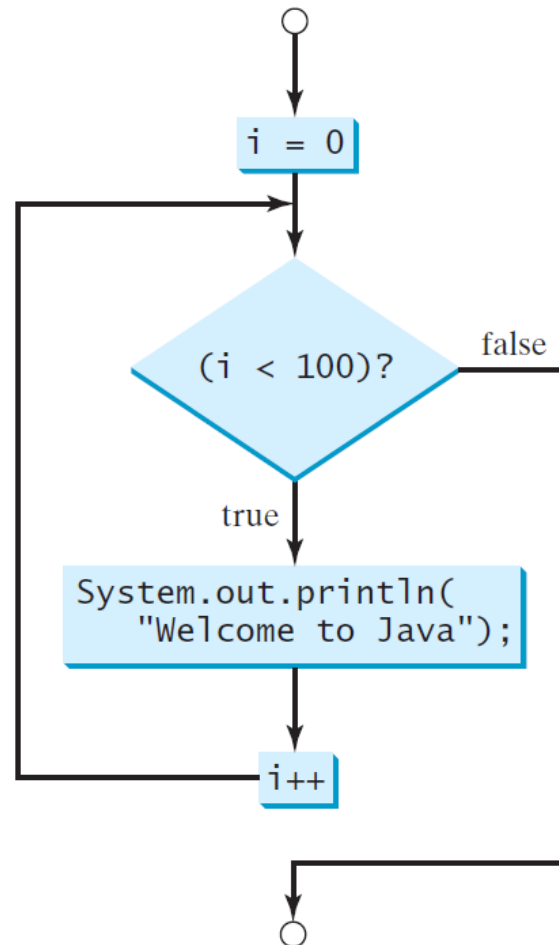 i = 0
(i < 100)?
false
true
System.out.println(
"Welcome to Java");
i++